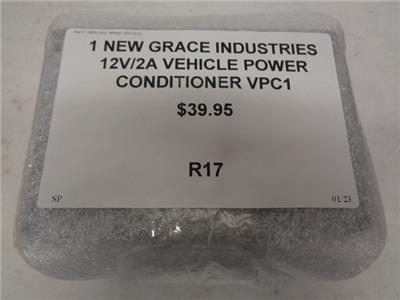 1 NEW GRACE INDUSTRIES
12V/2A VEHICLE POWER
CONDITIONER VPC1
$39.95
R17
SP 01/23